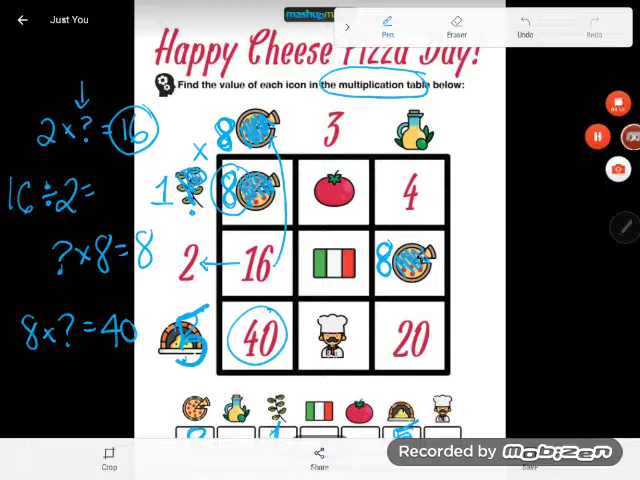 Just You
mashup
Pen
Eraser
Undo
Redo
Happy Cheese Pizza Day!
Find the value of each icon in the multiplication table below:
2 x ? = 16
8 3
x
16 ÷ 2 =
1 8 4
? x 8 = 8
2 16 8
8 x ? = 40
5 40 20
Crop
Share
Save
Recorded by mobizen